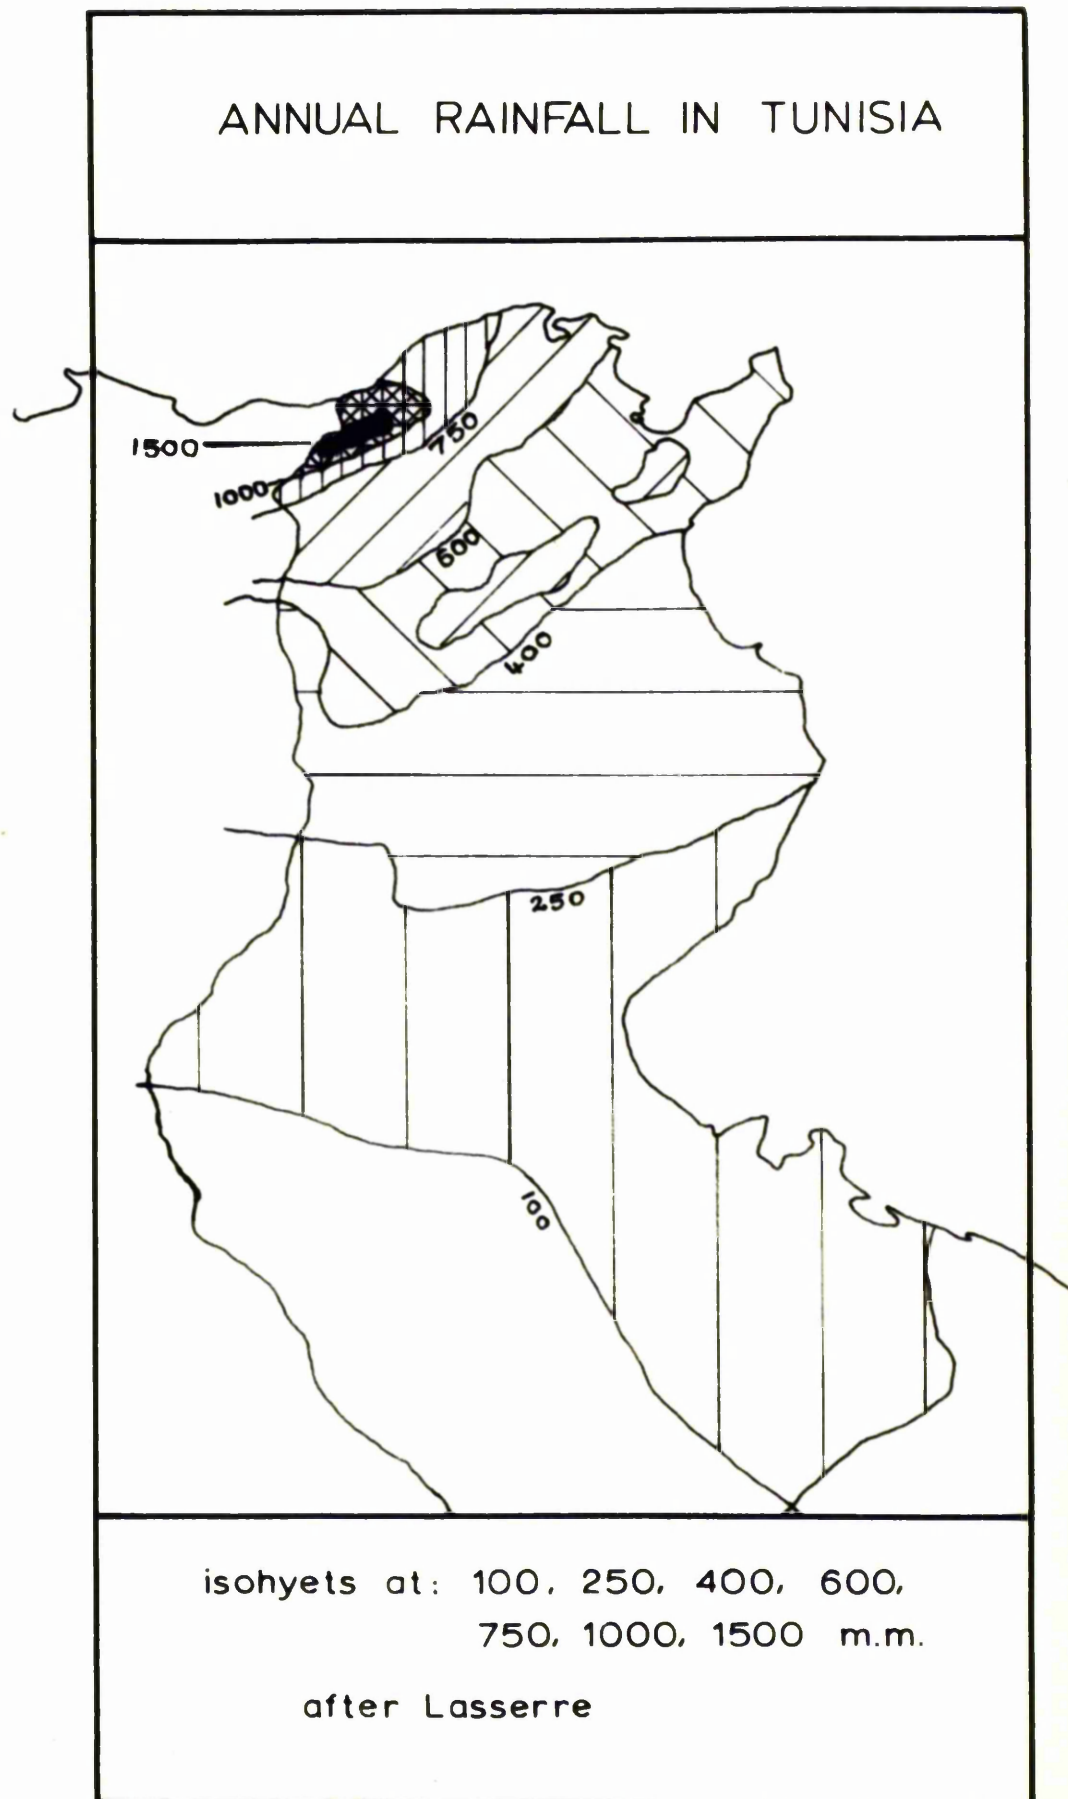 ANNUAL RAINFALL IN TUNISIA
1500
750
1000
600
400
250
100
isohyets at: 100, 250, 400, 600,
750, 1000, 1500 m.m.
after Lasserre